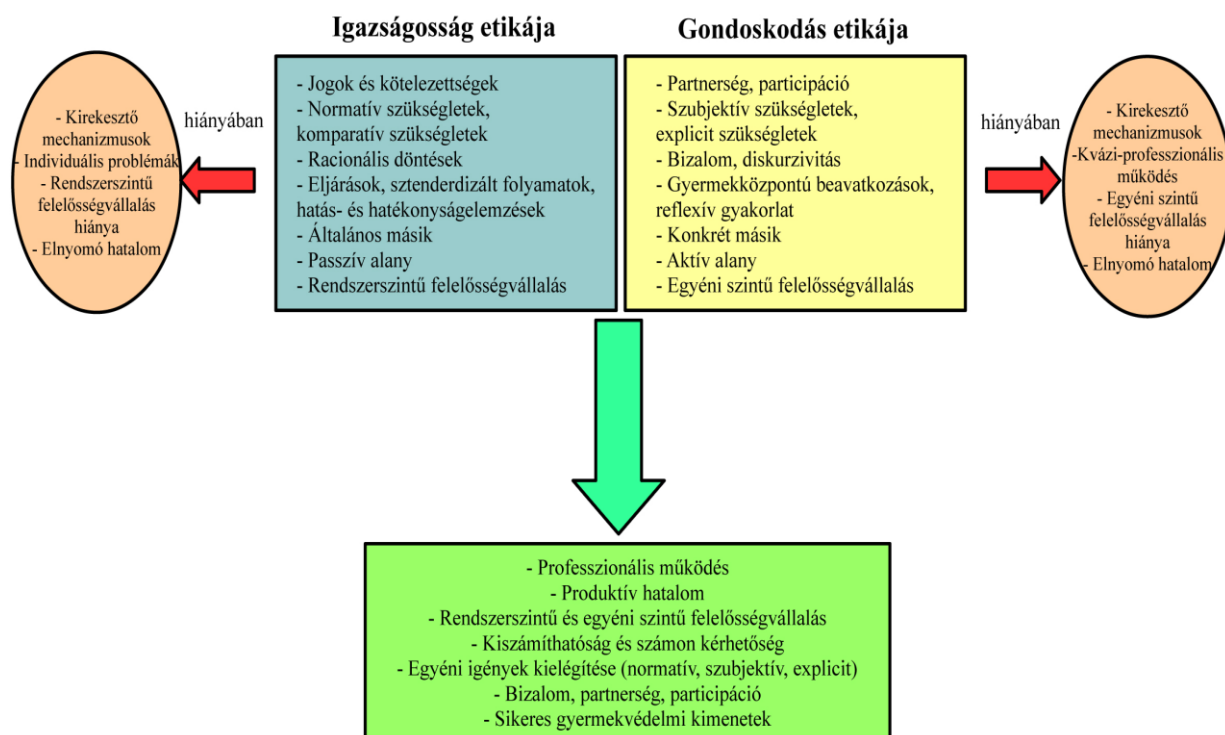 Igazságosság etikája
Gondoskodás etikája
- Kirekesztő
mechanizmusok
- Individuális problémák
- Rendszerszintű
felelősségvállalás
hiánya
- Elnyomó hatalom
hiányában
- Jogok és kötelezettségek
- Normatív szükségletek,
komparatív szükségletek
- Racionális döntések
- Eljárások, sztenderdizált folyamatok,
hatás- és hatékonyságelemzések
- Általános másik
- Passzív alany
- Rendszerszintű felelősségvállalás
- Partnerség, participáció
- Szubjektív szükségletek,
explicit szükségletek
- Bizalom, diskurzivitás
- Gyermekközpontú beavatkozások,
reflexív gyakorlat
- Konkrét másik
- Aktív alany
- Egyéni szintű felelősségvállalás
hiányában
- Kirekesztő
mechanizmusok
-Kvázi-professzionális
működés
- Egyéni szintű
felelősségvállalás
hiánya
- Elnyomó hatalom
- Professzionális működés
- Produktív hatalom
- Rendszerszintű és egyéni szintű felelősségvállalás
- Kiszámíthatóság és számon kérhetőség
- Egyéni igények kielégítése (normatív, szubjektív, explicit)
- Bizalom, partnerség, participáció
- Sikeres gyermekvédelmi kimenetek